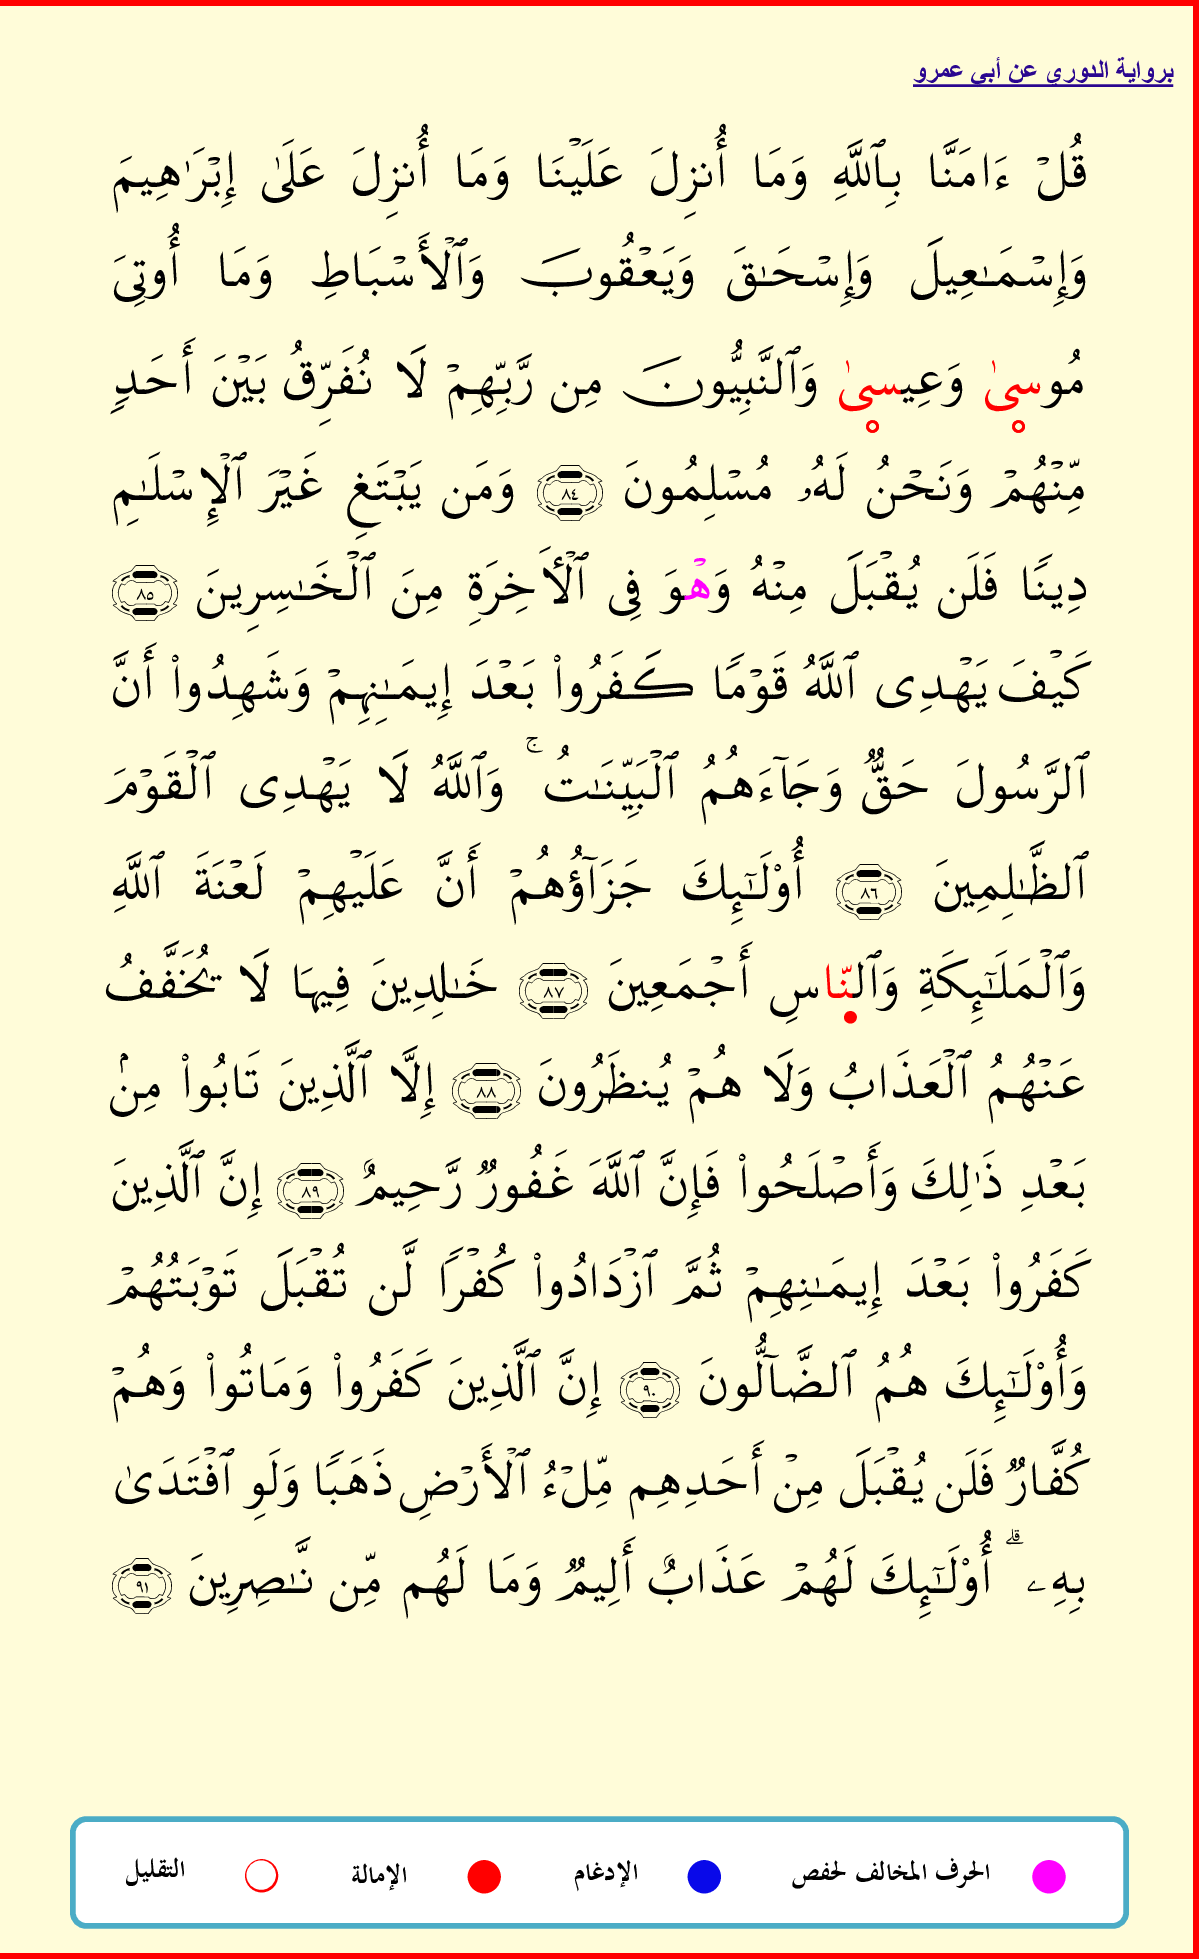 برواية الدوري عن أبي عمرو
قُلۡ ءَامَنَّا بِٱللَّهِ وَمَا أُنزِلَ عَلَيۡنَا وَمَا أُنزِلَ عَلَىٰ إِبۡرَٰهِيمَ
وَإِسۡمَٰعِيلَ وَإِسۡحَٰقَ وَيَعۡقُوبَ وَٱلۡأَسۡبَاطِ وَمَا أُوتِيَ
مُوسىٰ وَعِيسىٰ وَٱلنَّبِيُّونَ مِن رَّبِّهِمۡ لَا نُفَرِّقُ بَيۡنَ أَحَدٖ
مِّنۡهُمۡ وَنَحۡنُ لَهُۥ مُسۡلِمُونَ ٨٤ وَمَن يَبۡتَغِ غَيۡرَ ٱلۡإِسۡلَٰمِ
دِينٗا فَلَن يُقۡبَلَ مِنۡهُ وَهۡوَ فِي ٱلۡأٓخِرَةِ مِنَ ٱلۡخَٰسِرِينَ ٨٥
كَيۡفَ يَهۡدِي ٱللَّهُ قَوۡمٗا كَفَرُواْ بَعۡدَ إِيمَٰنِهِمۡ وَشَهِدُواْ أَنَّ
ٱلرَّسُولَ حَقّٞ وَجَآءَهُمُ ٱلۡبَيِّنَٰتُۚ وَٱللَّهُ لَا يَهۡدِي ٱلۡقَوۡمَ
ٱلظَّٰلِمِينَ ٨٦ أُوْلَٰٓئِكَ جَزَآؤُهُمۡ أَنَّ عَلَيۡهِمۡ لَعۡنَةَ ٱللَّهِ
وَٱلۡمَلَٰٓئِكَةِ وَٱلنّاسِ أَجۡمَعِينَ ٨٧ خَٰلِدِينَ فِيهَا لَا يُخَفَّفُ
عَنۡهُمُ ٱلۡعَذَابُ وَلَا هُمۡ يُنظَرُونَ ٨٨ إِلَّا ٱلَّذِينَ تَابُواْ مِنۢ
بَعۡدِ ذَٰلِكَ وَأَصۡلَحُواْ فَإِنَّ ٱللَّهَ غَفُورٞ رَّحِيمٌ ٨٩ إِنَّ ٱلَّذِينَ
كَفَرُواْ بَعۡدَ إِيمَٰنِهِمۡ ثُمَّ ٱزۡدَادُواْ كُفۡرٗا لَّن تُقۡبَلَ تَوۡبَتُهُمۡ
وَأُوْلَٰٓئِكَ هُمُ ٱلضَّآلُّونَ ٩٠ إِنَّ ٱلَّذِينَ كَفَرُواْ وَمَاتُواْ وَهُمۡ
كُفَّارٞ فَلَن يُقۡبَلَ مِنۡ أَحَدِهِم مِّلۡءُ ٱلۡأَرۡضِ ذَهَبٗا وَلَوِ ٱفۡتَدَىٰ
بِهِۦۗ أُوْلَٰٓئِكَ لَهُمۡ عَذَابٌ أَلِيمٞ وَمَا لَهُم مِّن نَّٰصِرِينَ ٩١
الحرف المخالف لحفص الإدغام الإمالة التقليل